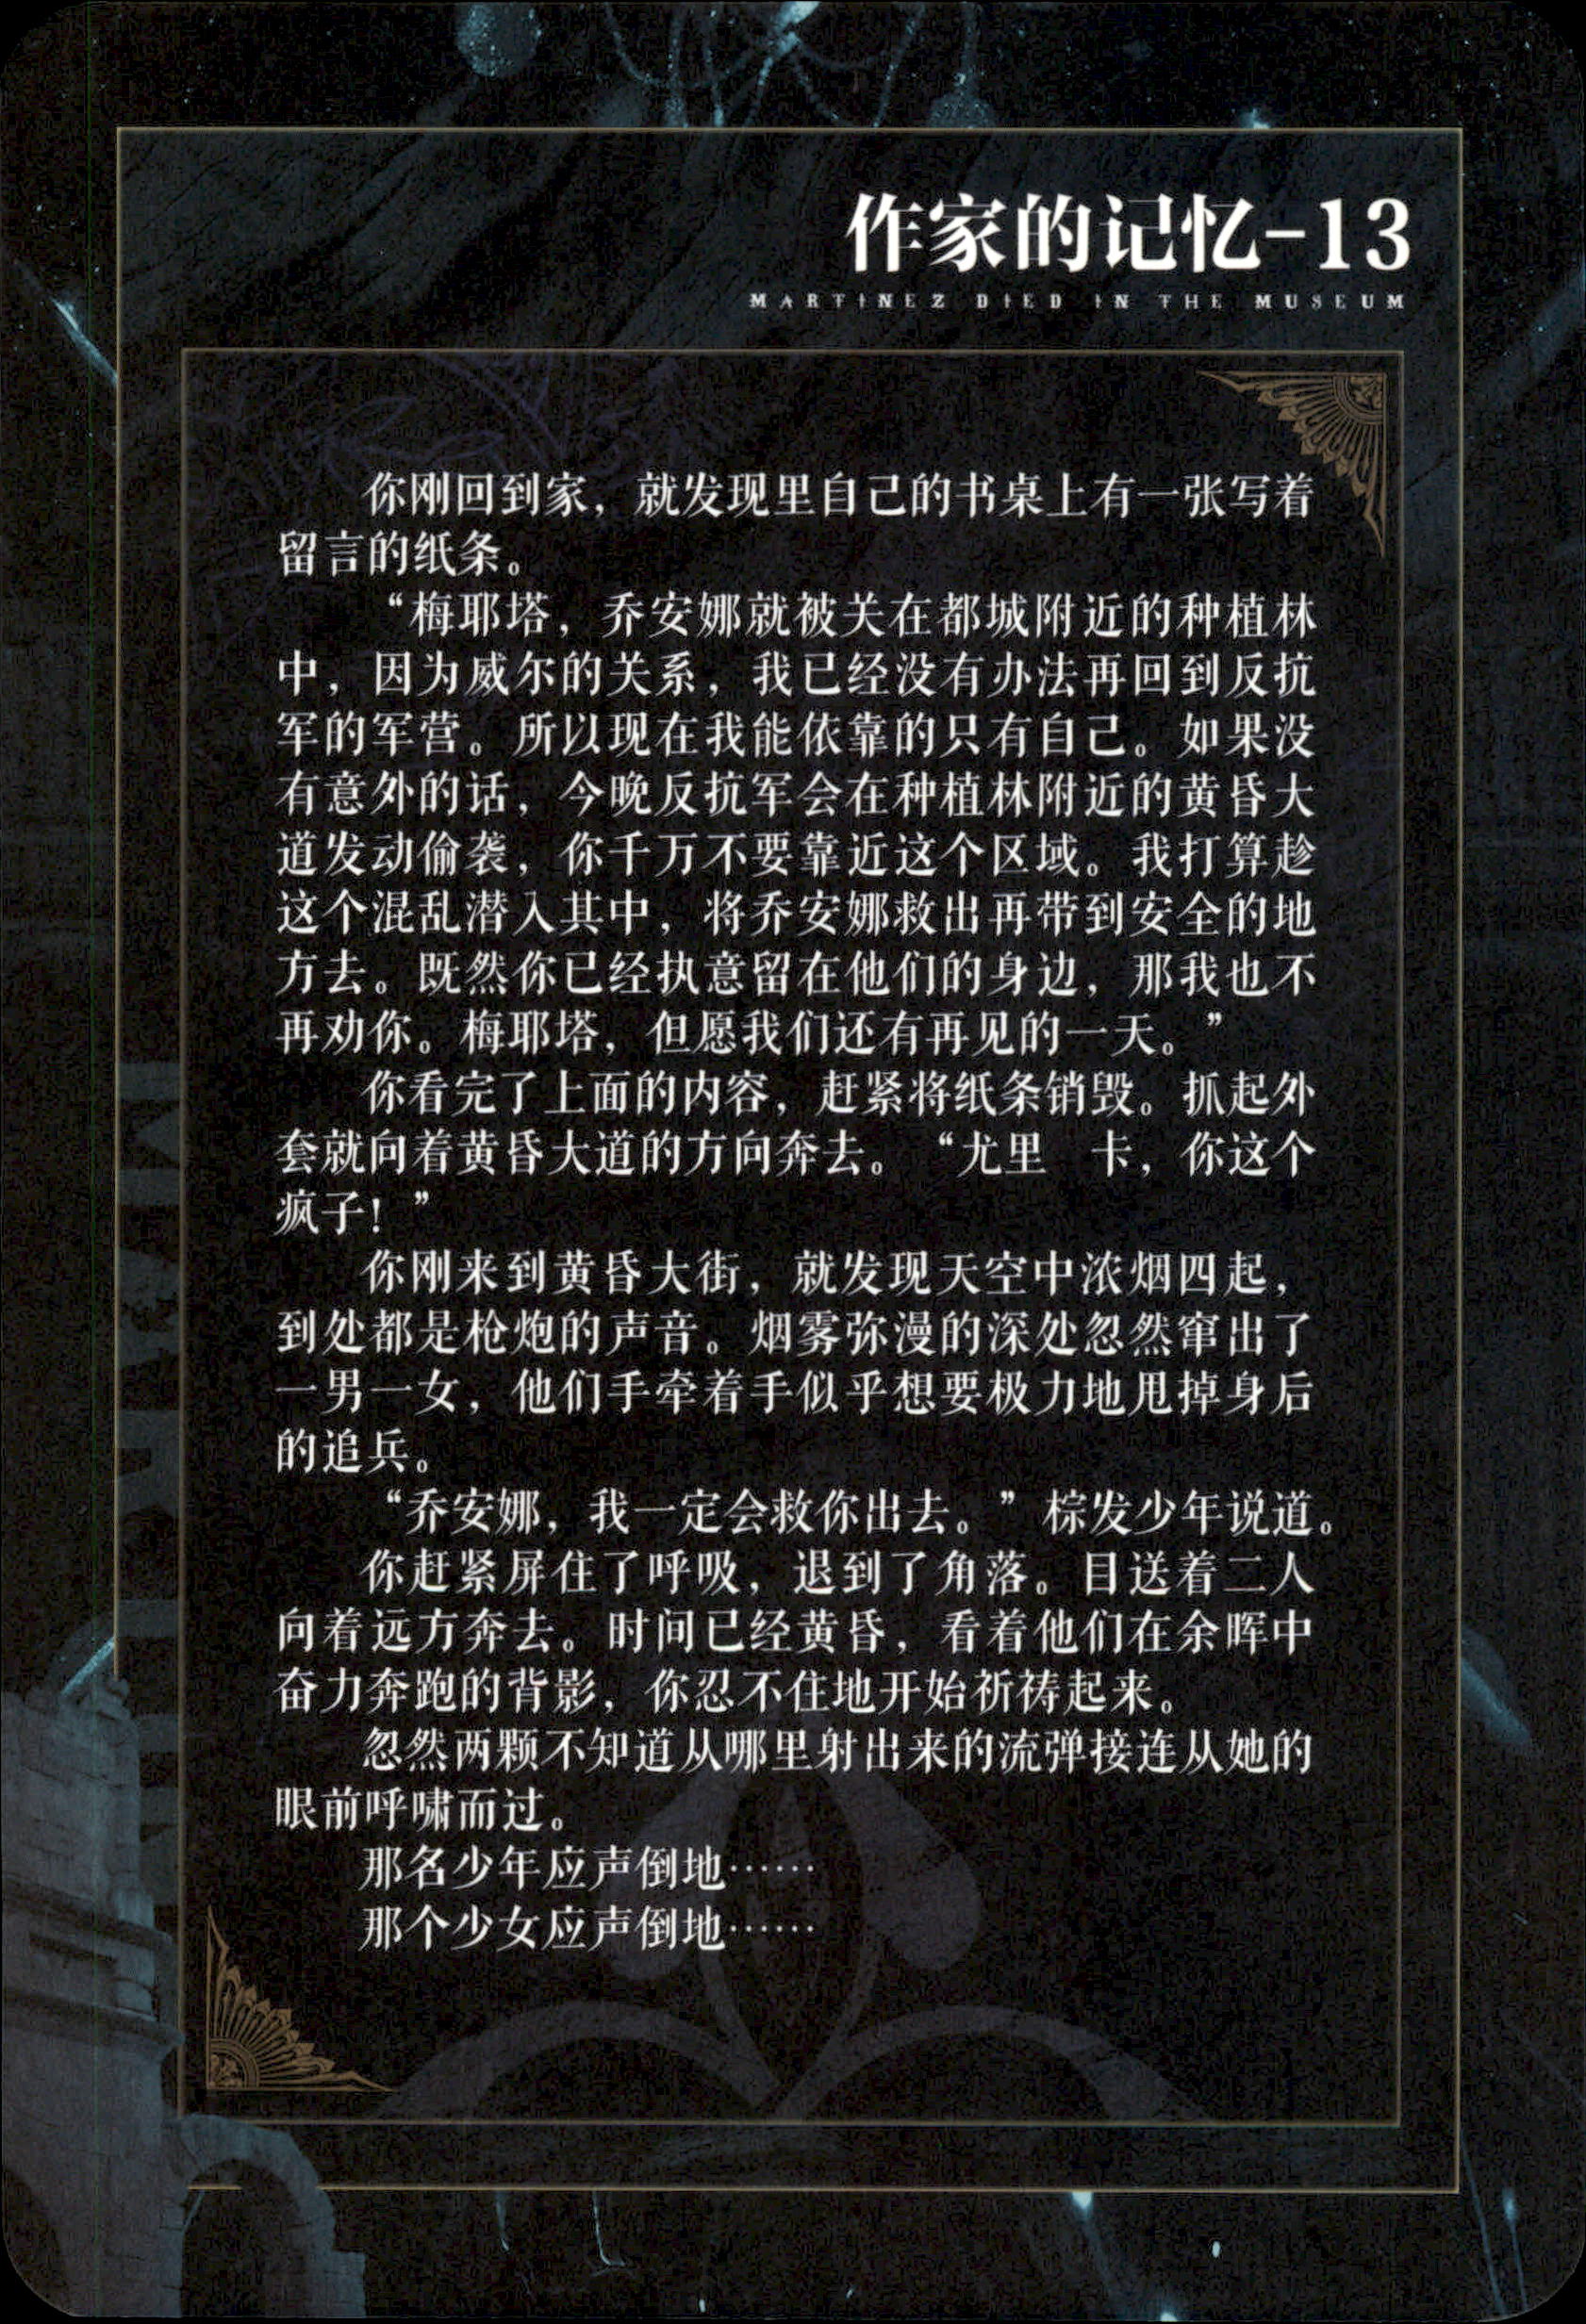 作家的记忆-13
MARTINEZ DIED IN THE MUSEUM
你刚回到家，就发现里自己的书桌上有一张写着
留言的纸条。
“梅耶塔，乔安娜就被关在都城附近的种植林
中，因为威尔的关系，我已经没有办法再回到反抗
军的军营。所以现在我能依靠的只有自己。如果没
有意外的话，今晚反抗军会在种植林附近的黄昏大
道发动偷袭，你千万不要靠近这个区域。我打算趁
这个混乱潜入其中，将乔安娜救出再带到安全的地
方去。既然你已经执意留在他们的身边，那我也不
再劝你。梅耶塔，但愿我们还有再见的一天。”
你看完了上面的内容，赶紧将纸条销毁。抓起外
套就向着黄昏大道的方向奔去。“尤里　卡，你这个
疯子！”
你刚来到黄昏大街，就发现天空中浓烟四起，
到处都是枪炮的声音。烟雾弥漫的深处忽然窜出了
一男一女，他们手牵着手似乎想要极力地甩掉身后
的追兵。
“乔安娜，我一定会救你出去。”棕发少年说道。
你赶紧屏住了呼吸，退到了角落。目送着二人
向着远方奔去。时间已经黄昏，看着他们在余晖中
奋力奔跑的背影，你忍不住地开始祈祷起来。
忽然两颗不知道从哪里射出来的流弹接连从她的
眼前呼啸而过。
那名少年应声倒地……
那个少女应声倒地……